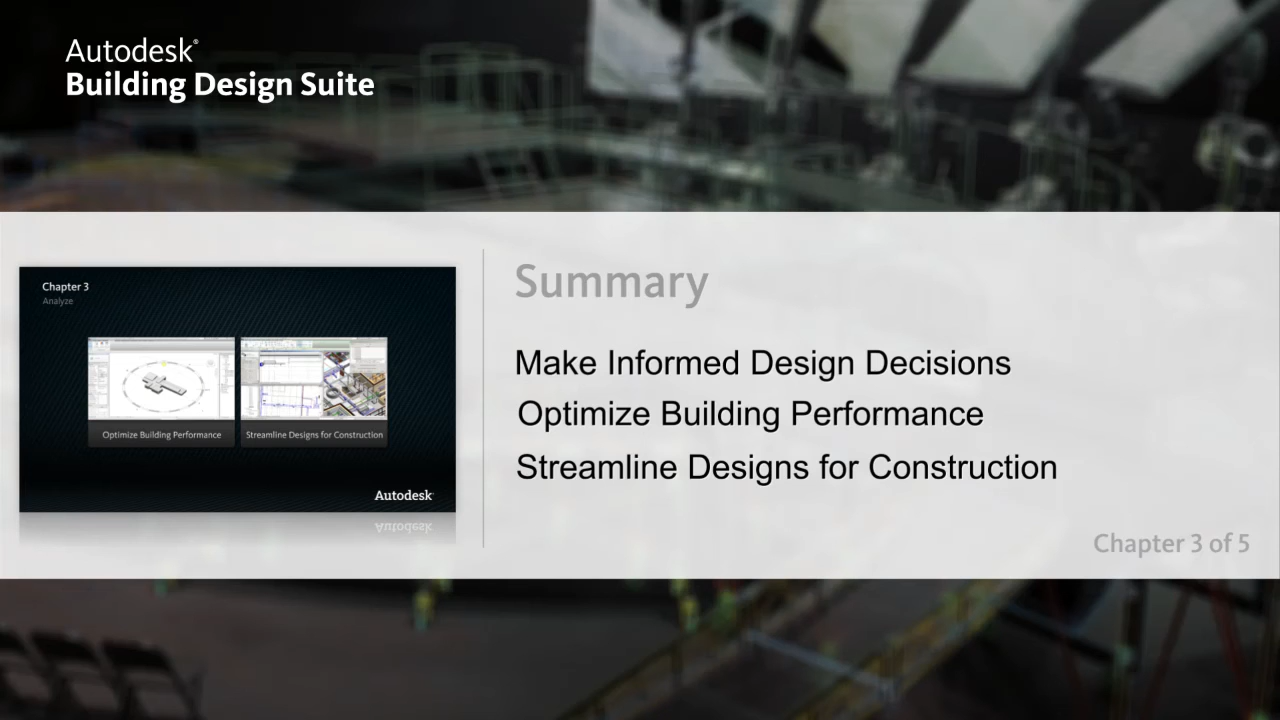 Autodesk®
Building Design Suite
Chapter 3
Analyze
Optimize Building Performance
Streamline Designs for Construction
Autodesk
Autodesk
Summary
Make Informed Design Decisions
Optimize Building Performance
Streamline Designs for Construction
Chapter 3 of 5